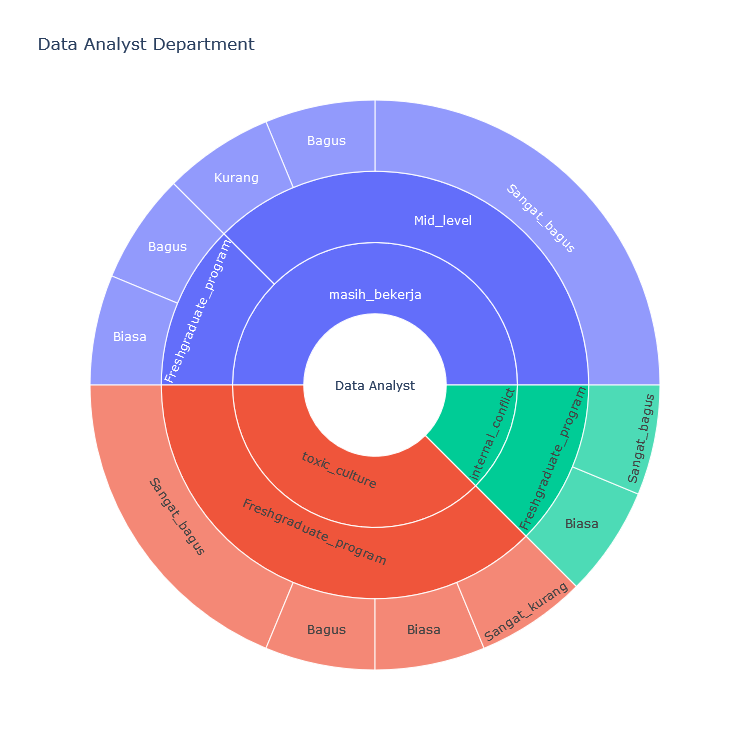 Data Analyst Department
Bagus
Sangat_bagus
Kurang
Mid_level
Bagus
Freshgraduate_program
masih_bekerja
Biasa
Data Analyst
internal_conflict
Freshgraduate_program
Sangat_bagus
toxic_culture
Sangat_bagus
Freshgraduate_program
Biasa
Bagus
Biasa
Sangat_kurang